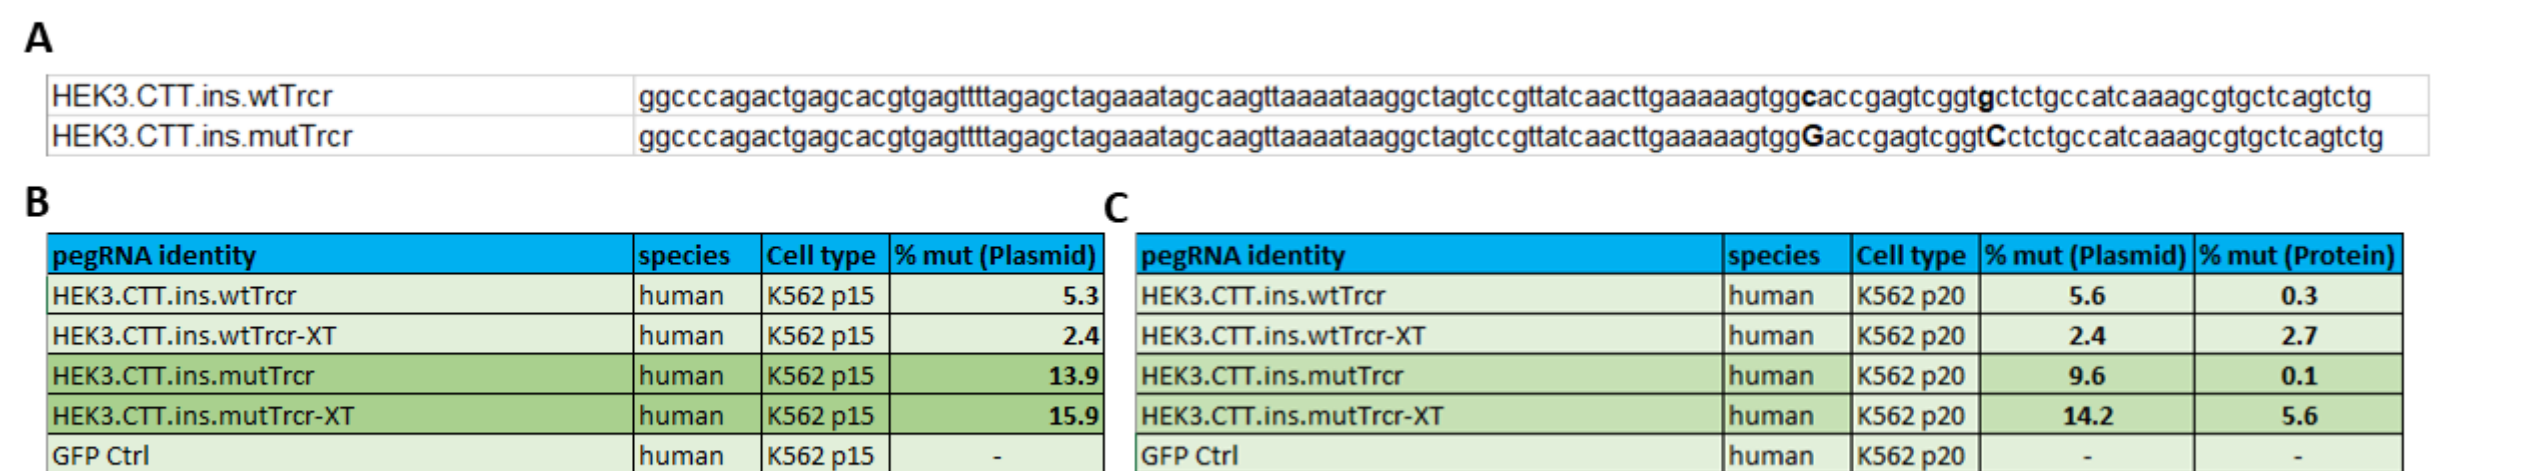 A
HEK3.CTT.ins.wtTrcr ggcccagactgagcacgtgagttttagagctagaaatagcaagttaaaataaggctagtccgttatcaacttgaaaaagtggcaccgagtcggtgctctgccatcaaagcgtgctcagtctg
HEK3.CTT.ins.mutTrcr ggcccagactgagcacgtgagttttagagctagaaatagcaagttaaaataaggctagtccgttatcaacttgaaaaagtggGaccgagtcggtCctctgccatcaaagcgtgctcagtctg
B
pegRNA identity species Cell type % mut (Plasmid)
HEK3.CTT.ins.wtTrcr human K562 p15 5.3
HEK3.CTT.ins.wtTrcr-XT human K562 p15 2.4
HEK3.CTT.ins.mutTrcr human K562 p15 13.9
HEK3.CTT.ins.mutTrcr-XT human K562 p15 15.9
GFP Ctrl human K562 p15 -
C
pegRNA identity species Cell type % mut (Plasmid) % mut (Protein)
HEK3.CTT.ins.wtTrcr human K562 p20 5.6 0.3
HEK3.CTT.ins.wtTrcr-XT human K562 p20 2.4 2.7
HEK3.CTT.ins.mutTrcr human K562 p20 9.6 0.1
HEK3.CTT.ins.mutTrcr-XT human K562 p20 14.2 5.6
GFP Ctrl human K562 p20 - -